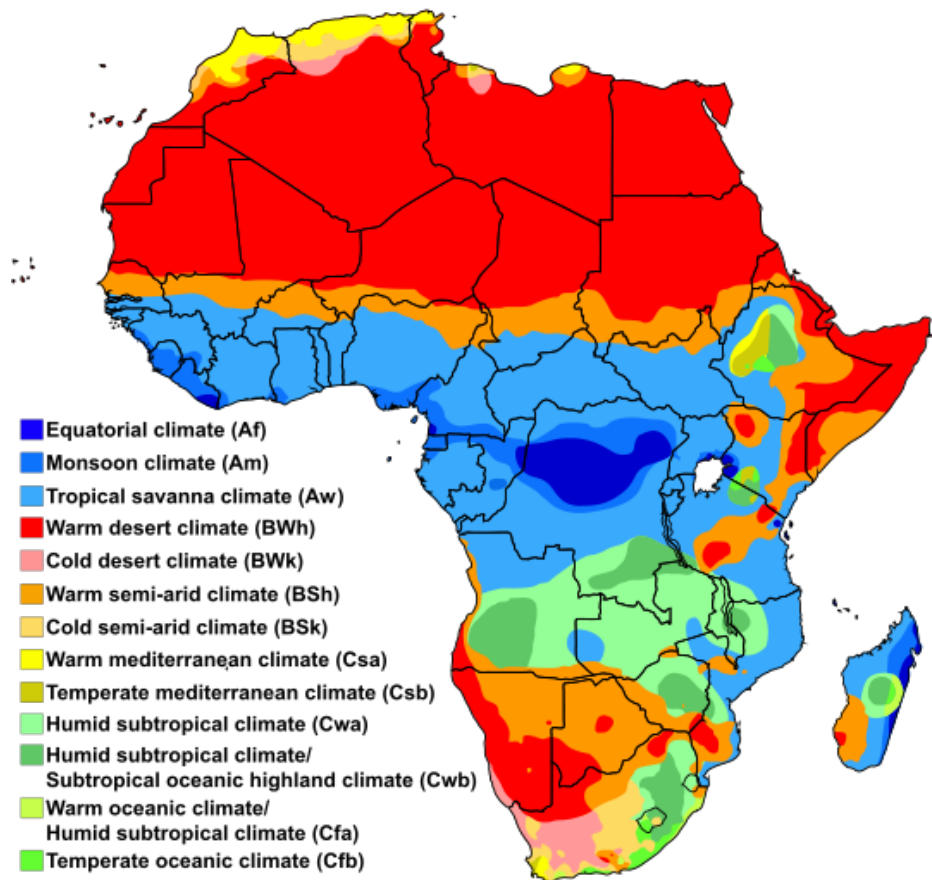 Equatorial climate (Af)
Monsoon climate (Am)
Tropical savanna climate (Aw)
Warm desert climate (BWh)
Cold desert climate (BWk)
Warm semi-arid climate (BSh)
Cold semi-arid climate (BSk)
Warm mediterranean climate (Csa)
Temperate mediterranean climate (Csb)
Humid subtropical climate (Cwa)
Humid subtropical climate/
Subtropical oceanic highland climate (Cwb)
Warm oceanic climate/
Humid subtropical climate (Cfa)
Temperate oceanic climate (Cfb)